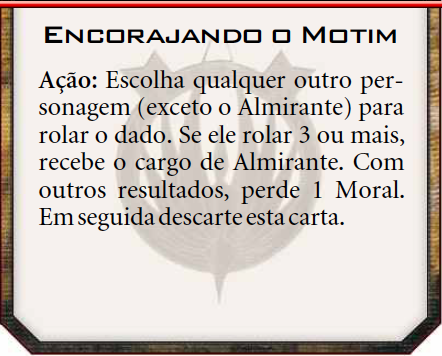 Encorajando o Motim
Ação: Escolha qualquer outro per-
sonagem (exceto o Almirante) para
rolar o dado. Se ele rolar 3 ou mais,
recebe o cargo de Almirante. Com
outros resultados, perde 1 Moral.
Em seguida descarte esta carta.